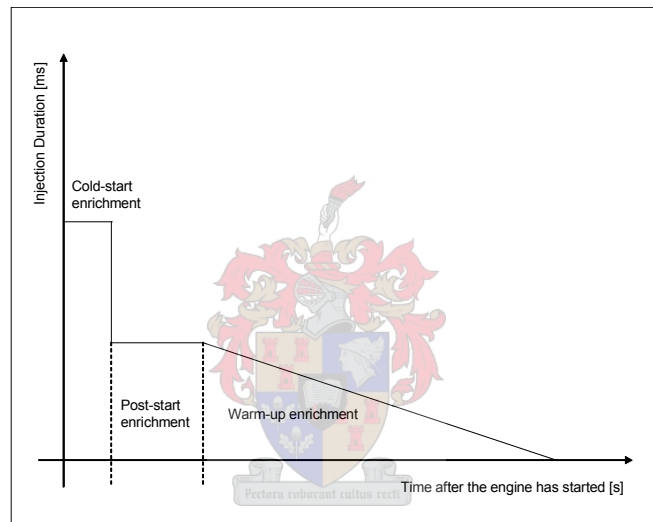 Injection Duration [ms]
Cold-start
enrichment
Post-start
enrichment
Warm-up enrichment
Time after the engine has started [s]
Pectora roborant cultus recti